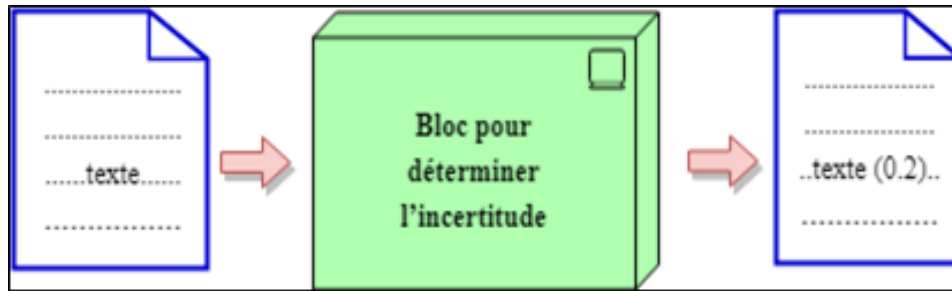 ......texte......
Bloc pour
déterminer
l'incertitude
..texte (0.2)..